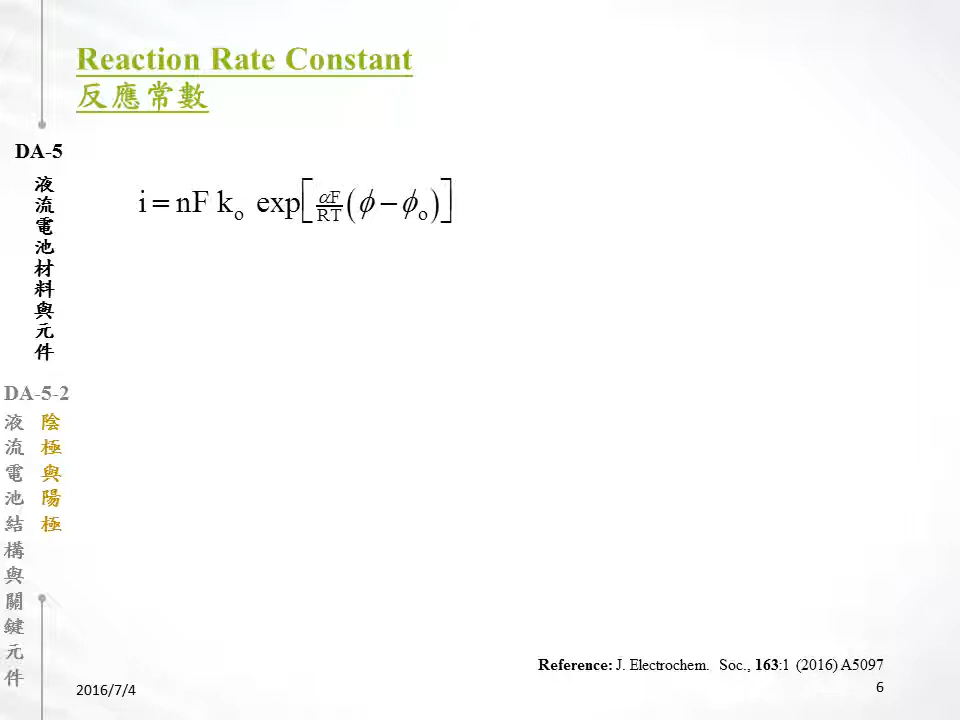 Reaction Rate Constant
反應常數
DA-5
液流電池材料與元件
i = nF kₒ exp[αF/RT (ϕ − ϕₒ)]
DA-5-2
液流電池結構與關鍵元件
陰極與陽極
Reference: J. Electrochem. Soc., 163:1 (2016) A5097
2016/7/4
6